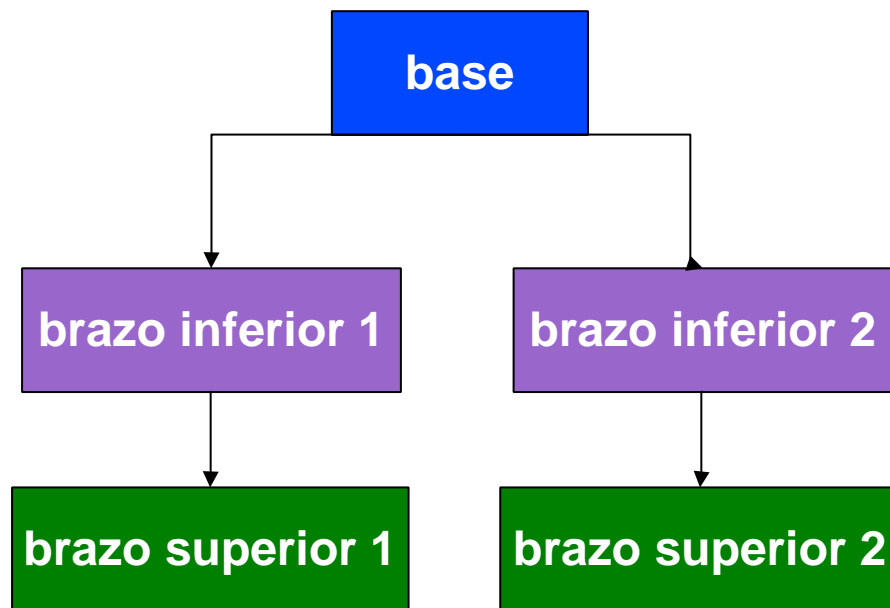 base
brazo inferior 1
brazo inferior 2
brazo superior 1
brazo superior 2